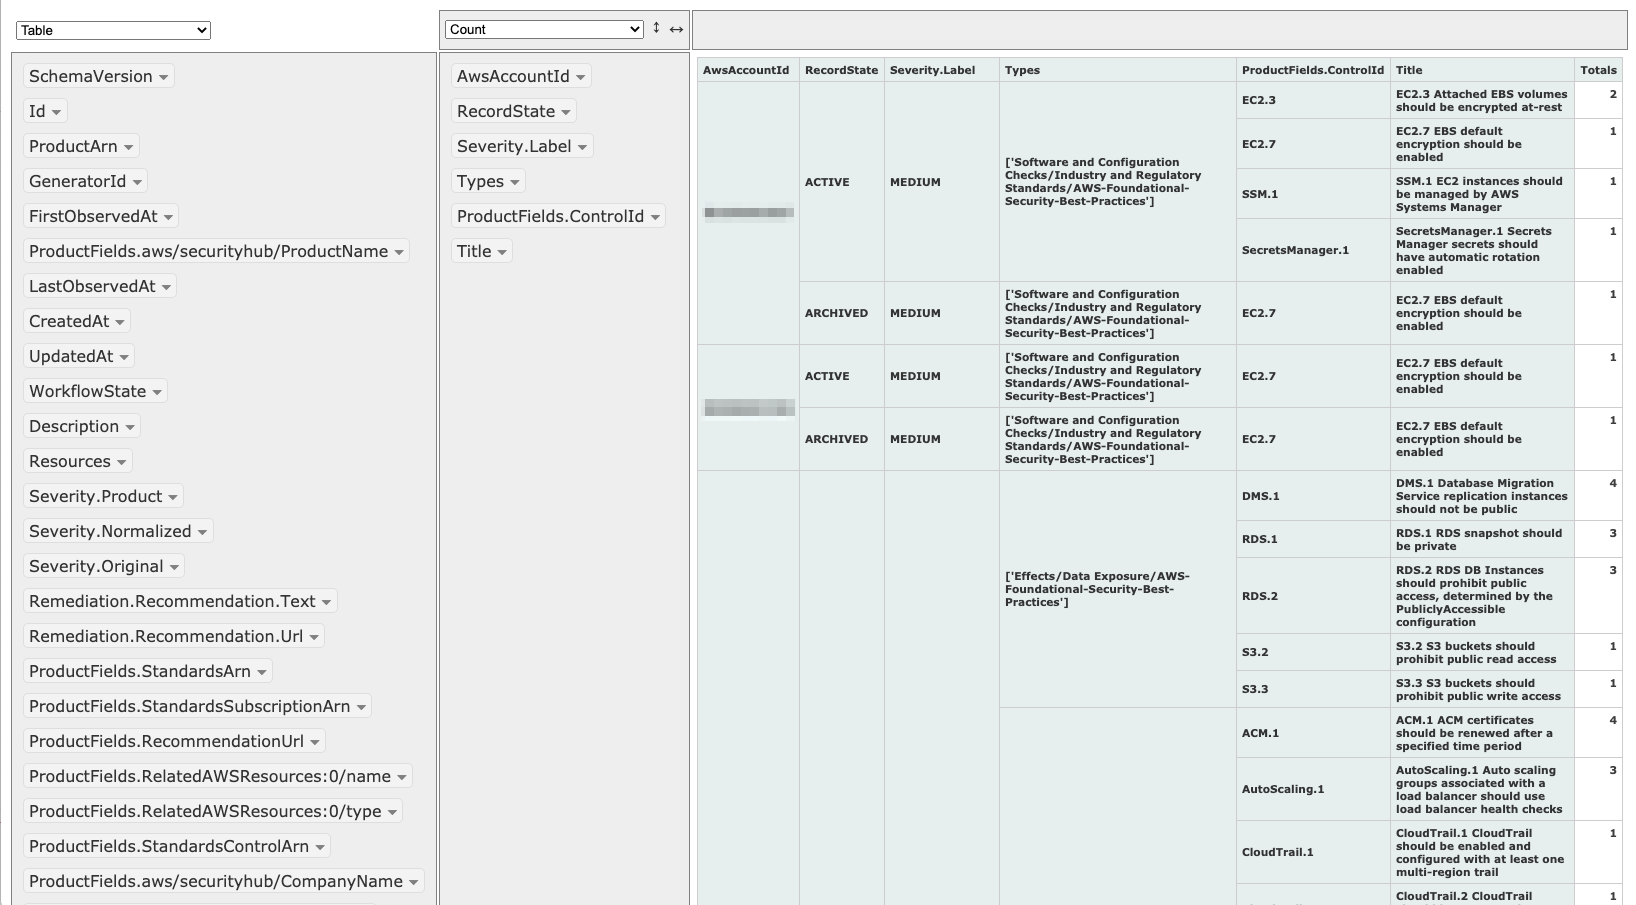 Table
Count
↕ ↔
SchemaVersion
Id
ProductArn
GeneratorId
FirstObservedAt
ProductFields.aws/securityhub/ProductName
LastObservedAt
CreatedAt
UpdatedAt
WorkflowState
Description
Resources
Severity.Product
Severity.Normalized
Severity.Original
Remediation.Recommendation.Text
Remediation.Recommendation.Url
ProductFields.StandardsArn
ProductFields.StandardsSubscriptionArn
ProductFields.RecommendationUrl
ProductFields.RelatedAWSResources:0/name
ProductFields.RelatedAWSResources:0/type
ProductFields.StandardsControlArn
ProductFields.aws/securityhub/CompanyName
AwsAccountId
RecordState
Severity.Label
Types
ProductFields.ControlId
Title
AwsAccountId RecordState Severity.Label Types ProductFields.ControlId Title Totals
ACTIVE
MEDIUM
['Software and Configuration
Checks/Industry and Regulatory
Standards/AWS-Foundational-
Security-Best-Practices']
EC2.3
EC2.3 Attached EBS volumes
should be encrypted at-rest
2
EC2.7
EC2.7 EBS default
encryption should be
enabled
1
SSM.1
SSM.1 EC2 instances should
be managed by AWS
Systems Manager
1
SecretsManager.1
SecretsManager.1 Secrets
Manager secrets should
have automatic rotation
enabled
1
ARCHIVED
MEDIUM
['Software and Configuration
Checks/Industry and Regulatory
Standards/AWS-Foundational-
Security-Best-Practices']
EC2.7
EC2.7 EBS default
encryption should be
enabled
1
ACTIVE
MEDIUM
['Software and Configuration
Checks/Industry and Regulatory
Standards/AWS-Foundational-
Security-Best-Practices']
EC2.7
EC2.7 EBS default
encryption should be
enabled
1
ARCHIVED
MEDIUM
['Software and Configuration
Checks/Industry and Regulatory
Standards/AWS-Foundational-
Security-Best-Practices']
EC2.7
EC2.7 EBS default
encryption should be
enabled
1
['Effects/Data Exposure/AWS-
Foundational-Security-Best-
Practices']
DMS.1
DMS.1 Database Migration
Service replication instances
should not be public
4
RDS.1
RDS.1 RDS snapshot should
be private
3
RDS.2
RDS.2 RDS DB Instances
should prohibit public
access, determined by the
PubliclyAccessible
configuration
3
S3.2
S3.2 S3 buckets should
prohibit public read access
1
S3.3
S3.3 S3 buckets should
prohibit public write access
1
ACM.1
ACM.1 ACM certificates
should be renewed after a
specified time period
4
AutoScaling.1
AutoScaling.1 Auto scaling
groups associated with a
load balancer should use
load balancer health checks
3
CloudTrail.1
CloudTrail.1 CloudTrail
should be enabled and
configured with at least one
multi-region trail
1
CloudTrail.2 CloudTrail
1